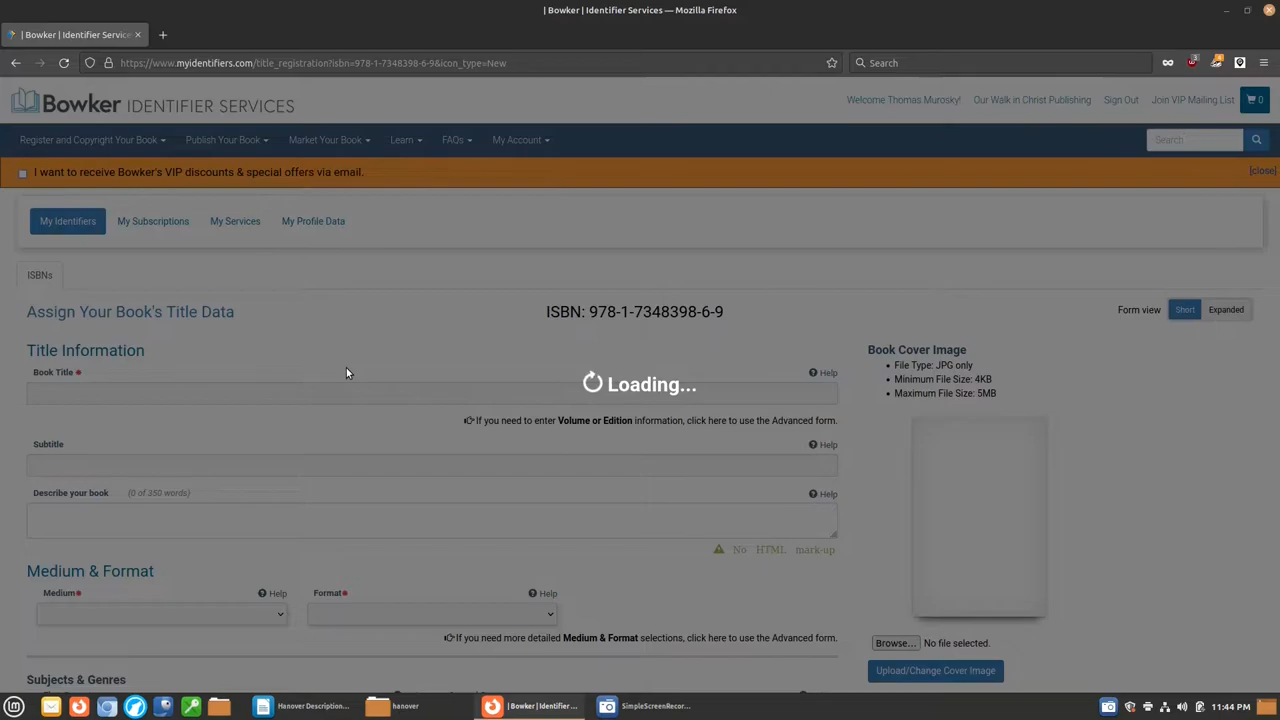 | Bowker | Identifier Services — Mozilla Firefox
| Bowker | Identifier Service
https://www.myidentifiers.com/title_registration?isbn=978-1-7348398-6-9&icon_type=New
Search
Bowker IDENTIFIER SERVICES
Welcome Thomas Murosky! Our Walk in Christ Publishing Sign Out Join VIP Mailing List 0
Register and Copyright Your Book Publish Your Book Market Your Book Learn FAQs My Account Search
I want to receive Bowker's VIP discounts & special offers via email. [close]
My Identifiers My Subscriptions My Services My Profile Data
ISBNs
Assign Your Book's Title Data ISBN: 978-1-7348398-6-9 Form view Short Expanded
Title Information
Book Title Help
If you need to enter Volume or Edition information, click here to use the Advanced form.
Subtitle Help
Describe your book (0 of 350 words) Help
No HTML mark-up
Medium & Format
Medium Help Format Help
If you need more detailed Medium & Format selections, click here to use the Advanced form.
Subjects & Genres
Loading...
Book Cover Image
File Type: JPG only
Minimum File Size: 4KB
Maximum File Size: 5MB
Browse... No file selected.
Upload/Change Cover Image
Hanover Description... hanover | Bowker | Identifier ... SimpleScreenRecor... 11:44 PM